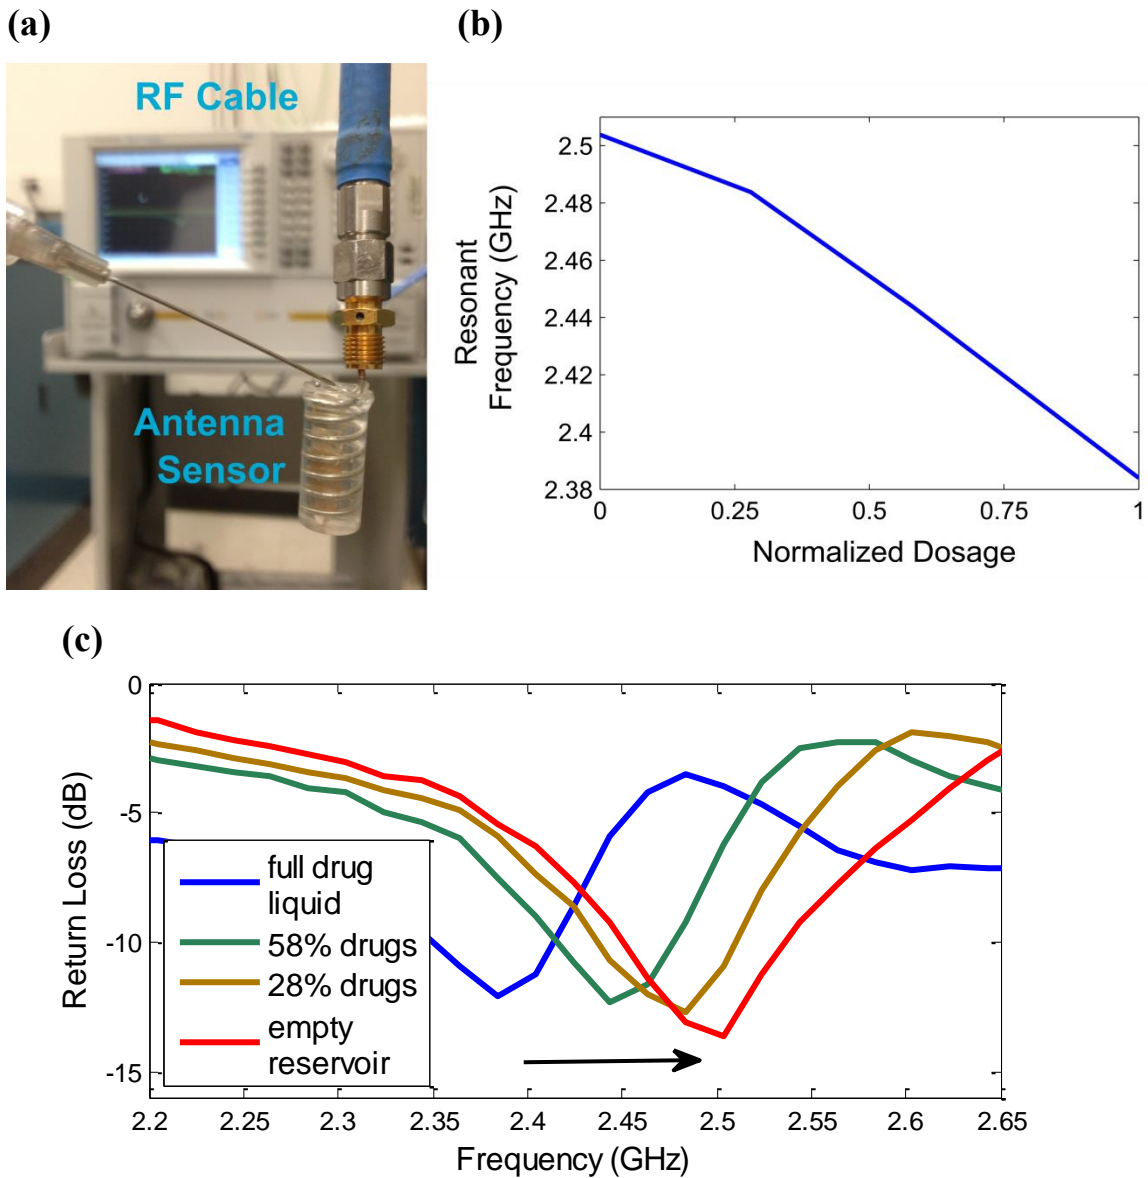 (a)
(b)
RF Cable
Antenna
Sensor
Resonant
Frequency (GHz)
2.5
2.48
2.46
2.44
2.42
2.4
2.38
0
0.25
0.5
0.75
1
Normalized Dosage
(c)
Return Loss (dB)
0
-5
-10
-15
full drug
liquid
58% drugs
28% drugs
empty
reservoir
2.2
2.25
2.3
2.35
2.4
2.45
2.5
2.55
2.6
2.65
Frequency (GHz)